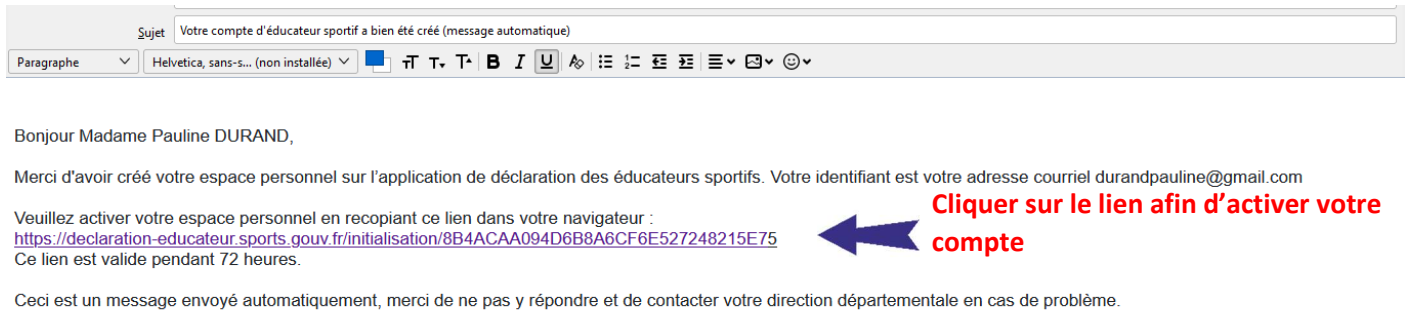 Sujet Votre compte d'éducateur sportif a bien été créé (message automatique)
Paragraphe Helvetica, sans-s... (non installée)
Bonjour Madame Pauline DURAND,
Merci d'avoir créé votre espace personnel sur l'application de déclaration des éducateurs sportifs. Votre identifiant est votre adresse courriel durandpauline@gmail.com
Veuillez activer votre espace personnel en recopiant ce lien dans votre navigateur :
https://declaration-educateur.sports.gouv.fr/initialisation/8B4ACAA094D6B8A6CF6E527248215E75
Ce lien est valide pendant 72 heures.
Cliquer sur le lien afin d’activer votre
compte
Ceci est un message envoyé automatiquement, merci de ne pas y répondre et de contacter votre direction départementale en cas de problème.